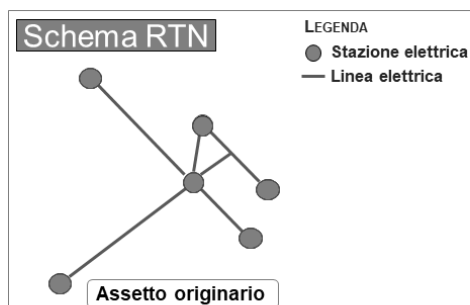 Schema RTN
LEGENDA
Stazione elettrica
Linea elettrica
Assetto originario